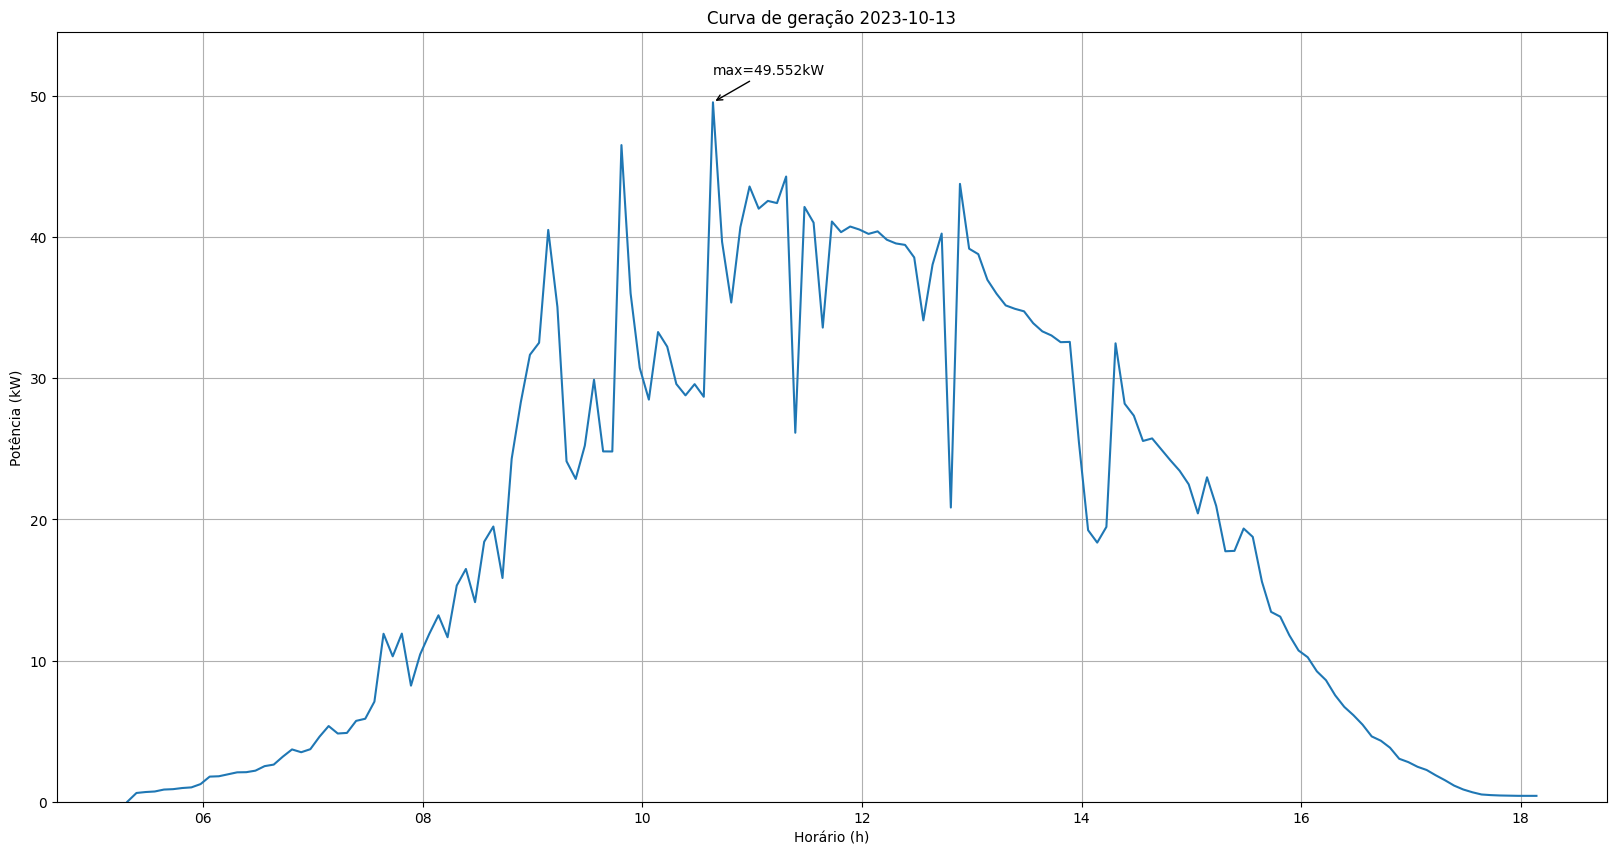 Curva de geração 2023-10-13
max=49.552kW
50
40
30
20
10
0
Potência (kW)
06 08 10 12 14 16 18
Horário (h)